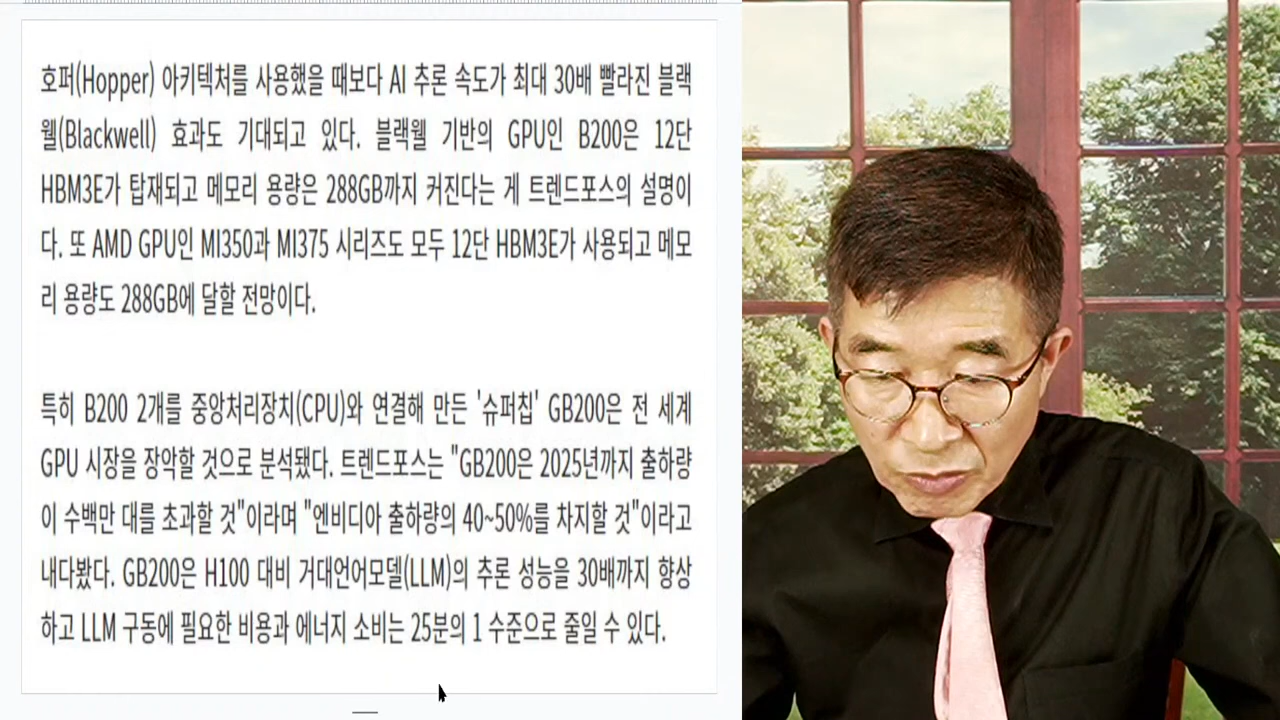 호퍼(Hopper) 아키텍처를 사용했을 때보다 AI 추론 속도가 최대 30배 빨라진 블랙
웰(Blackwell) 효과도 기대되고 있다. 블랙웰 기반의 GPU인 B200은 12단
HBM3E가 탑재되고 메모리 용량은 288GB까지 커진다는 게 트렌드포스의 설명이
다. 또 AMD GPU인 MI350과 MI375 시리즈도 모두 12단 HBM3E가 사용되고 메모
리 용량도 288GB에 달할 전망이다.
특히 B200 2개를 중앙처리장치(CPU)와 연결해 만든 '슈퍼칩' GB200은 전 세계
GPU 시장을 장악할 것으로 분석됐다. 트렌드포스는 "GB200은 2025년까지 출하량
이 수백만 대를 초과할 것"이라며 "엔비디아 출하량의 40~50%를 차지할 것"이라고
내다봤다. GB200은 H100 대비 거대언어모델(LLM)의 추론 성능을 30배까지 향상
하고 LLM 구동에 필요한 비용과 에너지 소비는 25분의 1 수준으로 줄일 수 있다.